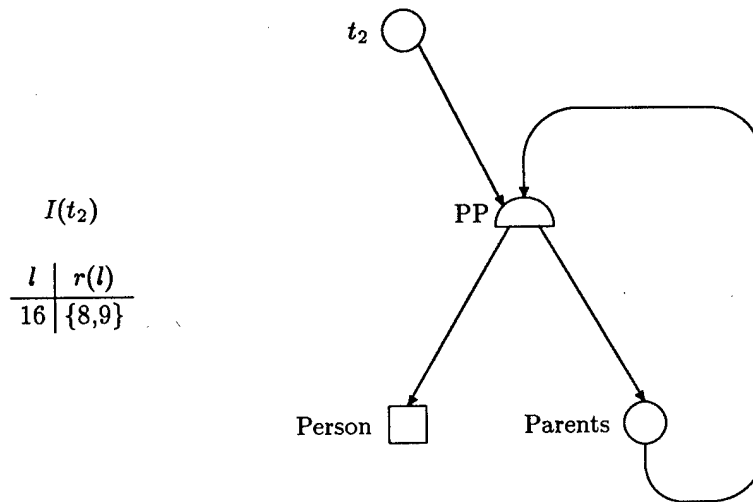 t₂
PP
I(t₂)
l r(l)
16 {8,9}
Person
Parents